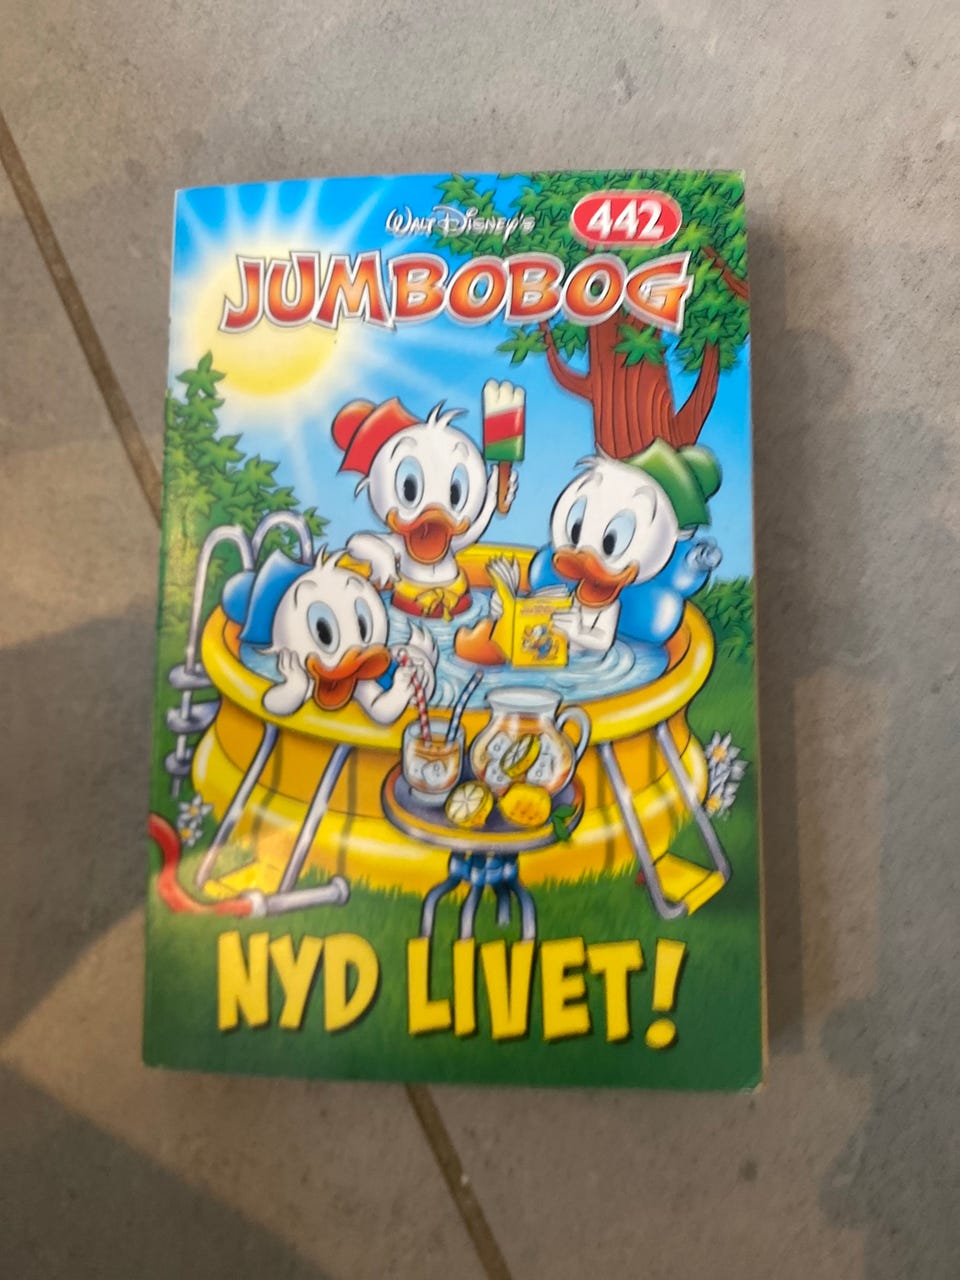 WALT DISNEY'S
442
JUMBOBOG
NYD LIVET!